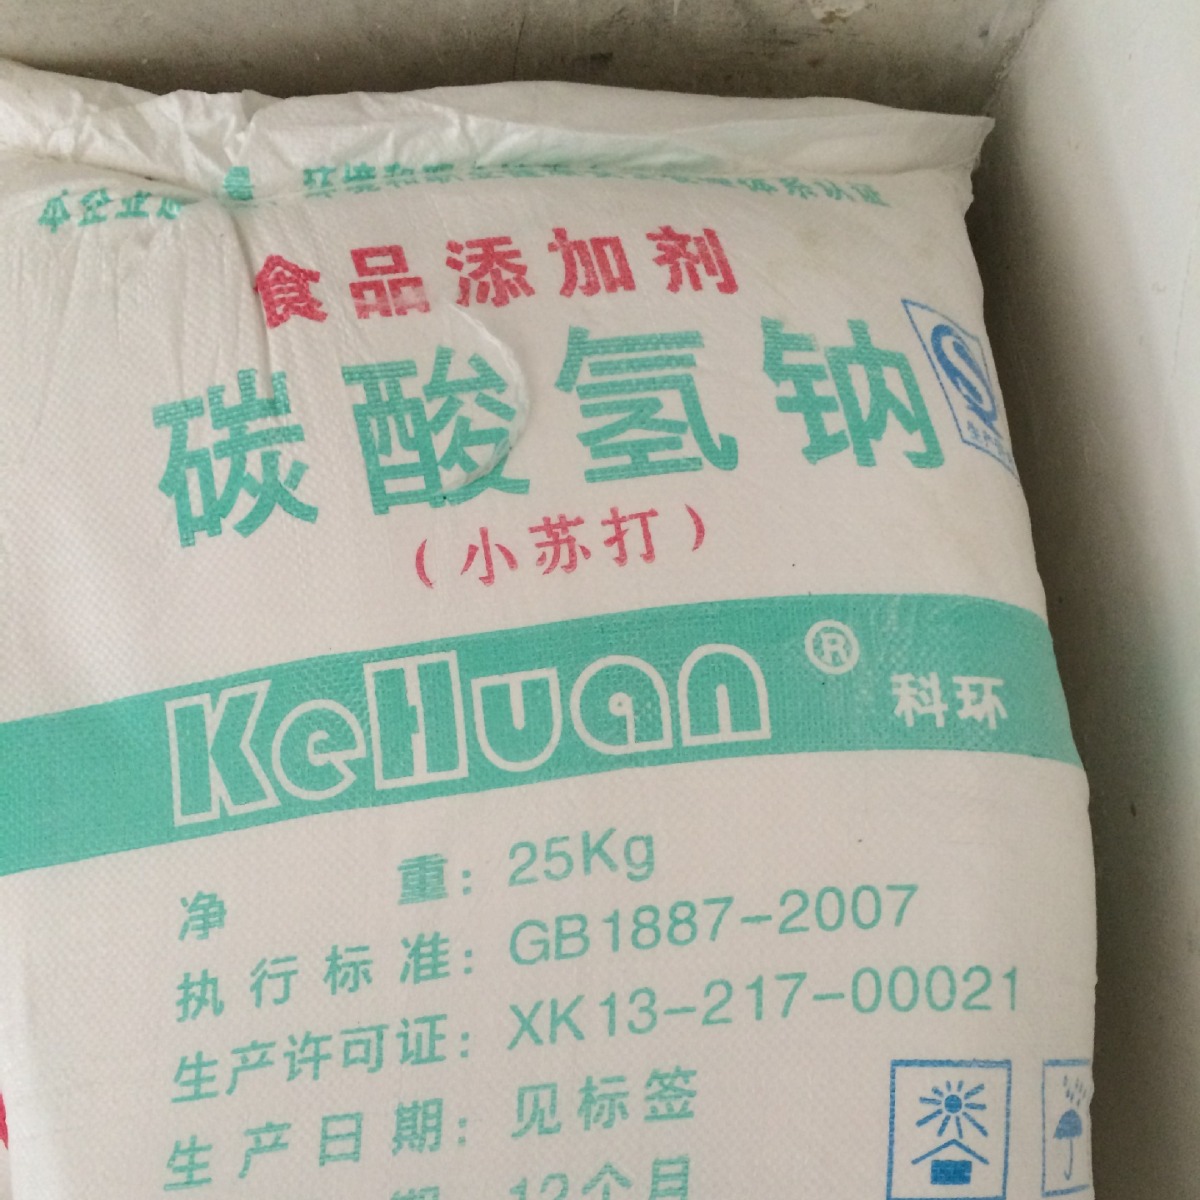 食品添加剂
碳酸氢钠
（小苏打）
KeHuan® 科环
净 重：25Kg
执行标准：GB1887-2007
生产许可证：XK13-217-00021
生产日期：见标签
期：12个月